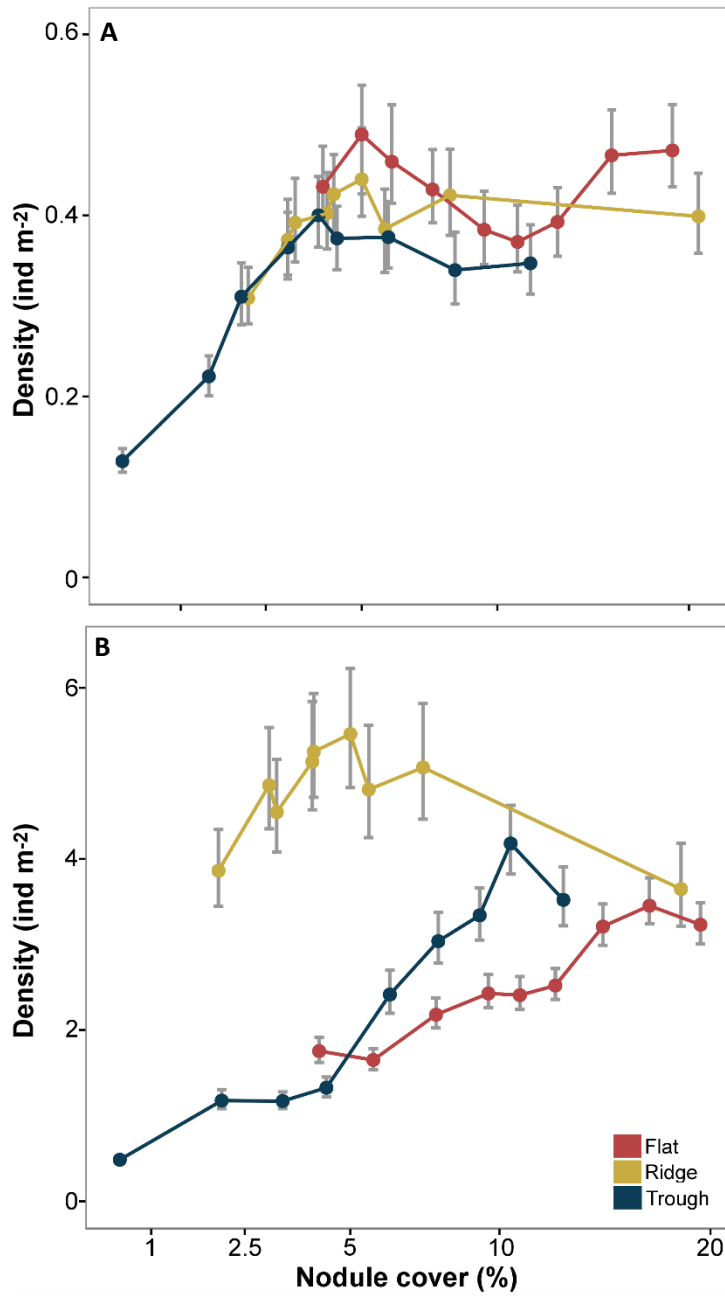 A
0.6
0.4
0.2
0
Density (ind m-2)
B
6
4
2
0
Density (ind m-2)
Flat
Ridge
Trough
1 2.5 5 10 20
Nodule cover (%)